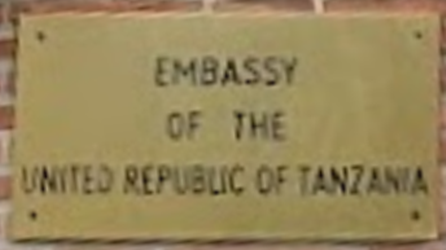 EMBASSY
OF THE
UNITED REPUBLIC OF TANZANIA